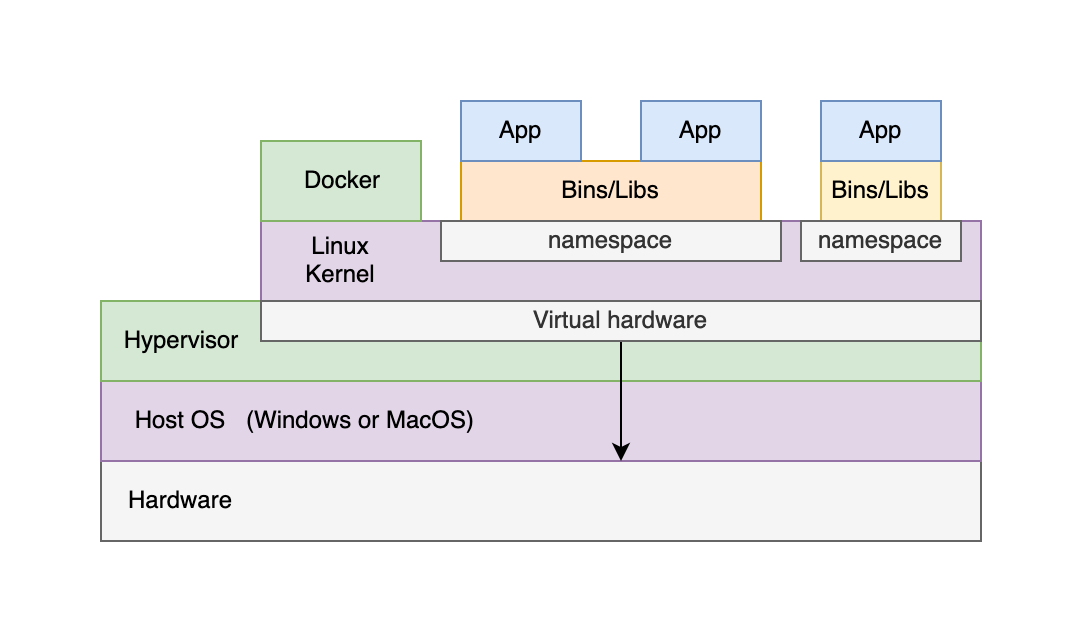 App
App
App
Docker
Bins/Libs
Bins/Libs
Linux
Kernel
namespace
namespace
Virtual hardware
Hypervisor
Host OS (Windows or MacOS)
Hardware